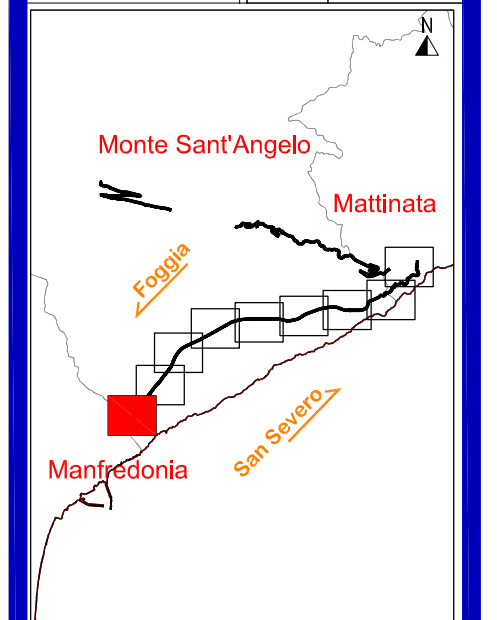 N
Monte Sant'Angelo
Mattinata
Foggia
San Severo
Manfredonia